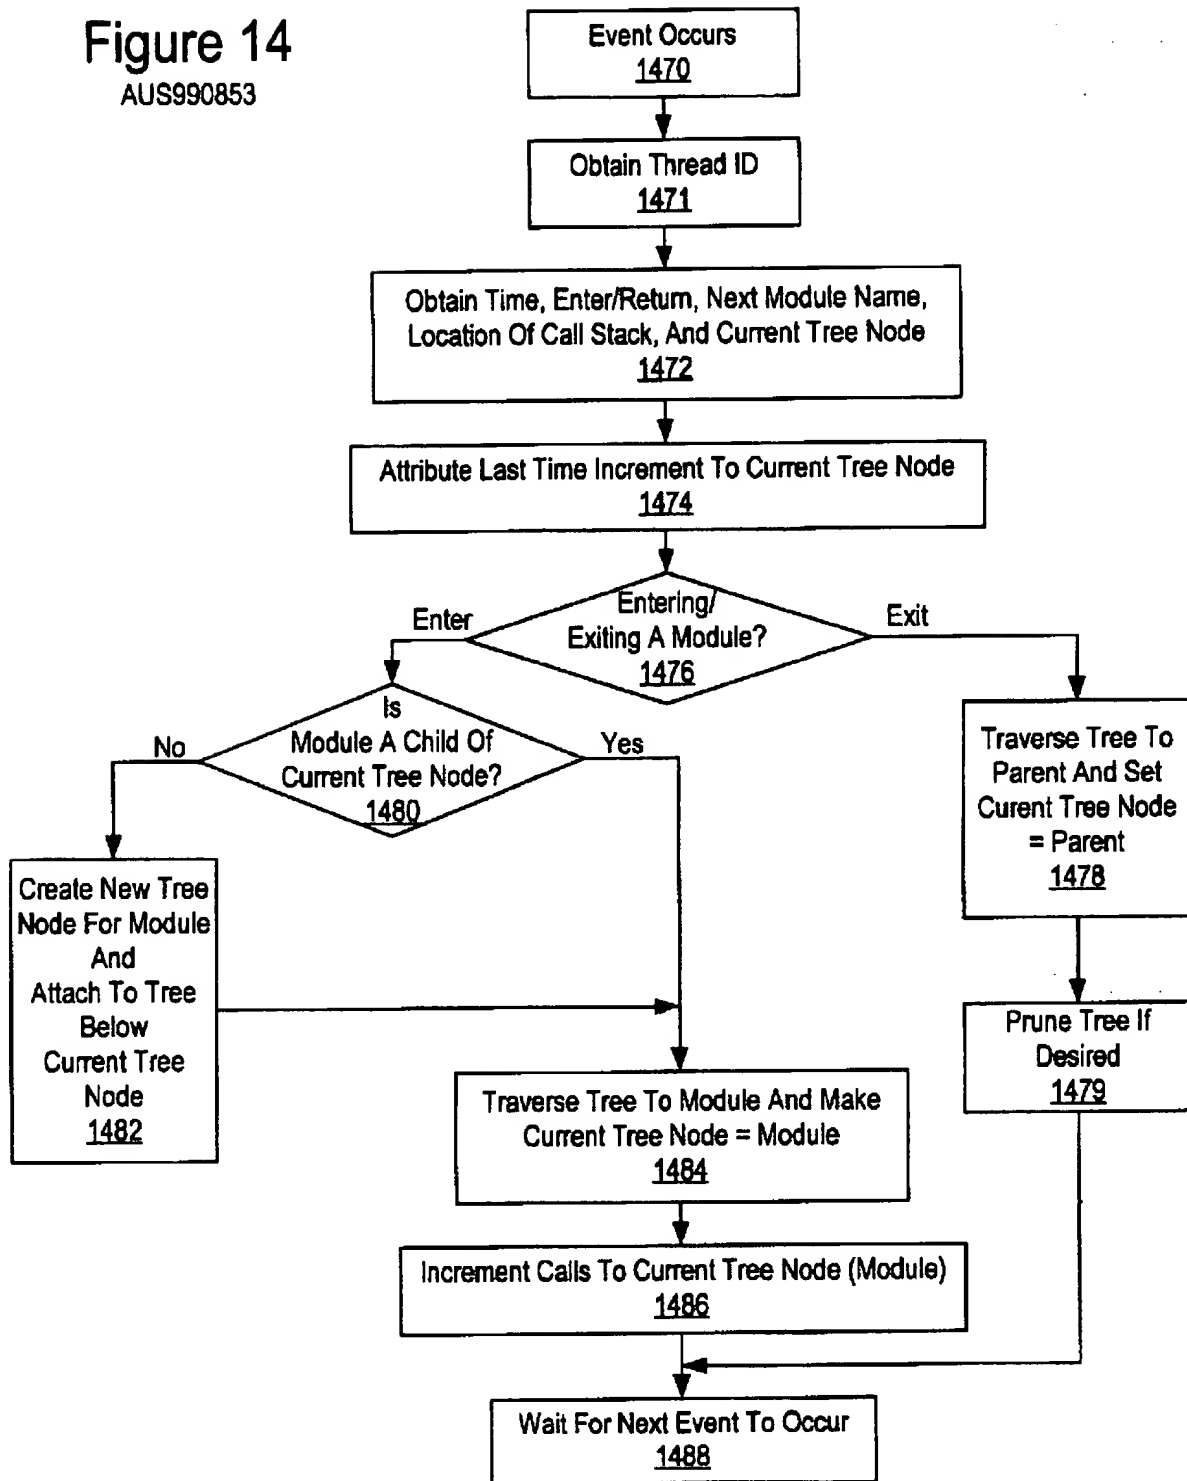 Figure 14
AUS990853
Event Occurs
1470
Obtain Thread ID
1471
Obtain Time, Enter/Return, Next Module Name,
Location Of Call Stack, And Current Tree Node
1472
Attribute Last Time Increment To Current Tree Node
1474
Entering/
Exiting A Module?
1476
Enter
Exit
Is
Module A Child Of
Current Tree Node?
1480
No
Yes
Traverse Tree To
Parent And Set
Curent Tree Node
= Parent
1478
Create New Tree
Node For Module
And
Attach To Tree
Below
Current Tree
Node
1482
Prune Tree If
Desired
1479
Traverse Tree To Module And Make
Current Tree Node = Module
1484
Increment Calls To Current Tree Node (Module)
1486
Wait For Next Event To Occur
1488